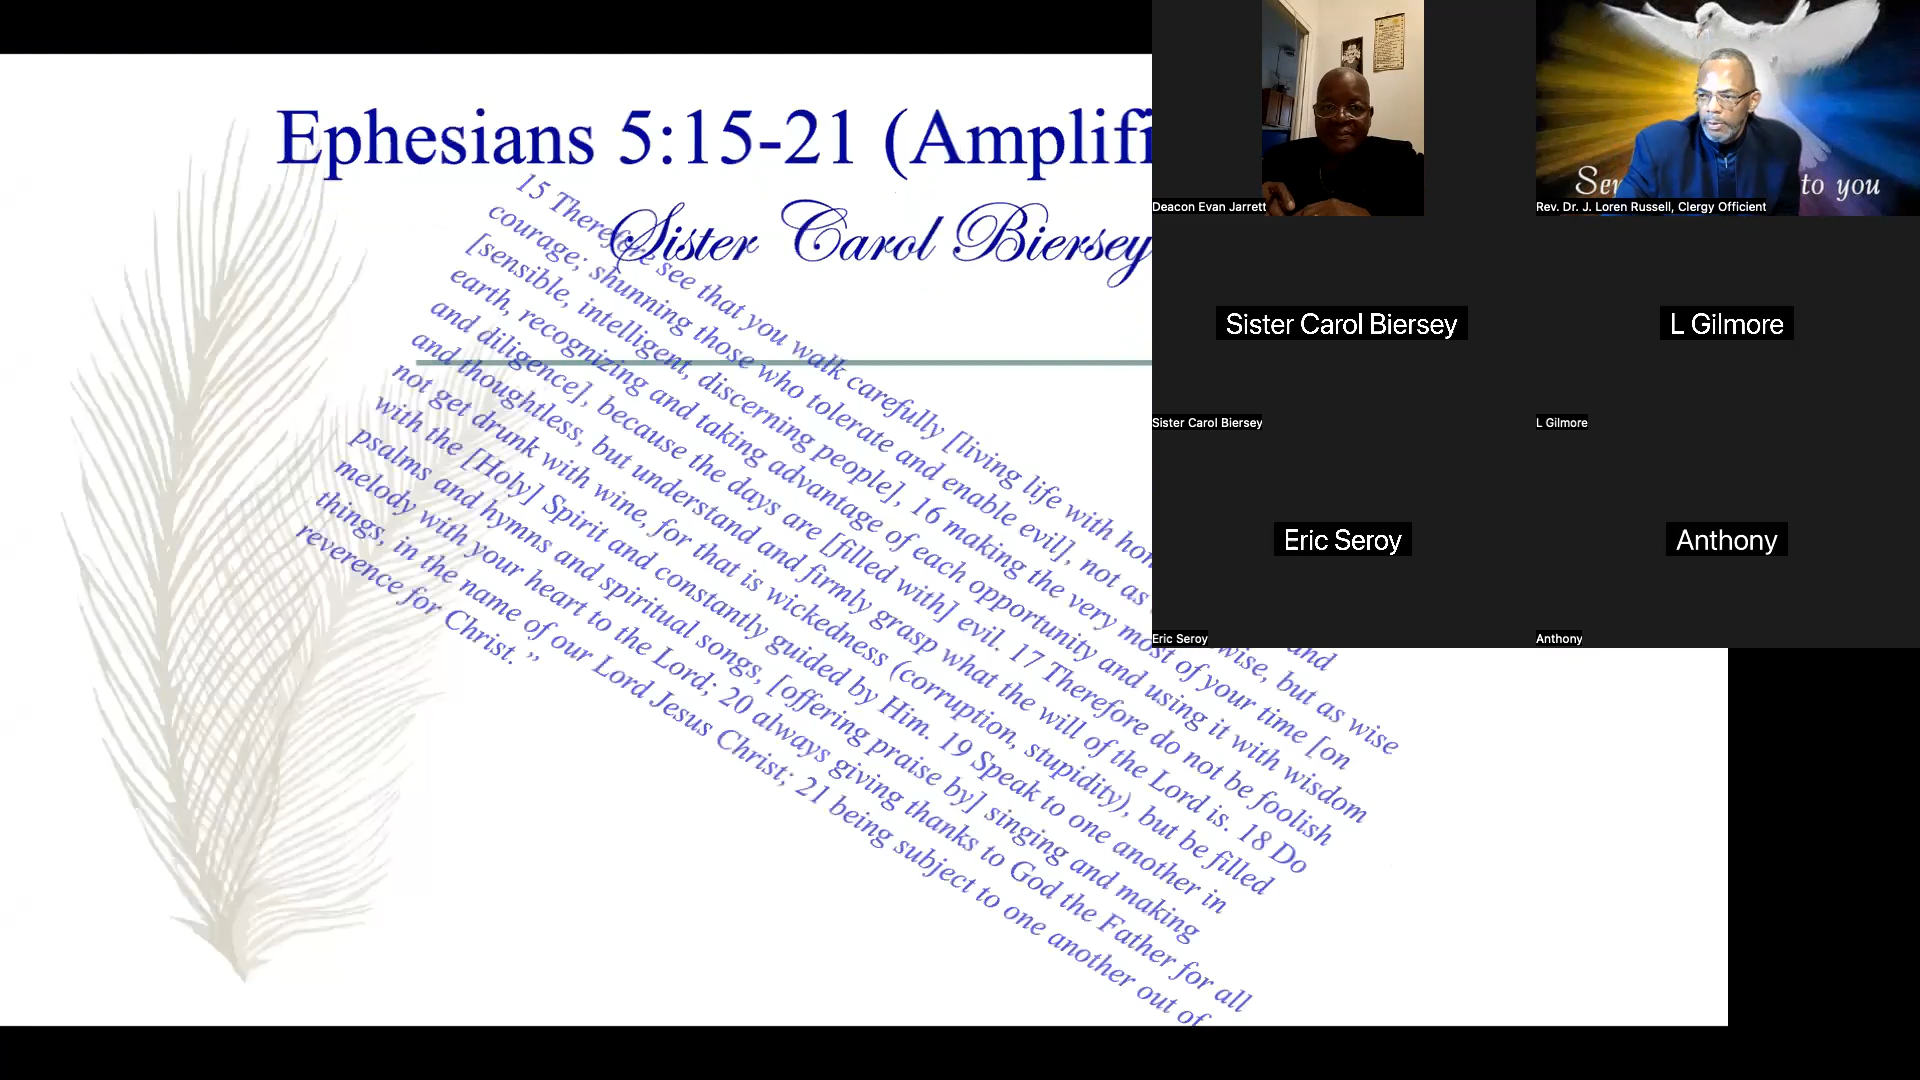 Ephesians 5:15-21 (Amplifi
Sister Carol Biersey
15 Therefore see that you walk carefully [living life with hon
and
courage; shunning those who tolerate and enable evil], not as
wise, but as wise
[sensible, intelligent, discerning people], 16 making the very most of your time [on
earth, recognizing and taking advantage of each opportunity and using it with wisdom
and diligence], because the days are [filled with] evil. 17 Therefore do not be foolish
and thoughtless, but understand and firmly grasp what the will of the Lord is. 18 Do
not get drunk with wine, for that is wickedness (corruption, stupidity), but be filled
with the [Holy] Spirit and constantly guided by Him. 19 Speak to one another in
psalms and hymns and spiritual songs, [offering praise by] singing and making
melody with your heart to the Lord; 20 always giving thanks to God the Father for all
things, in the name of our Lord Jesus Christ; 21 being subject to one another out of
reverence for Christ. ”
Deacon Evan Jarrett
Ser
to you
Rev. Dr. J. Loren Russell, Clergy Officient
Sister Carol Biersey
Sister Carol Biersey
L Gilmore
L Gilmore
Eric Seroy
Eric Seroy
Anthony
Anthony